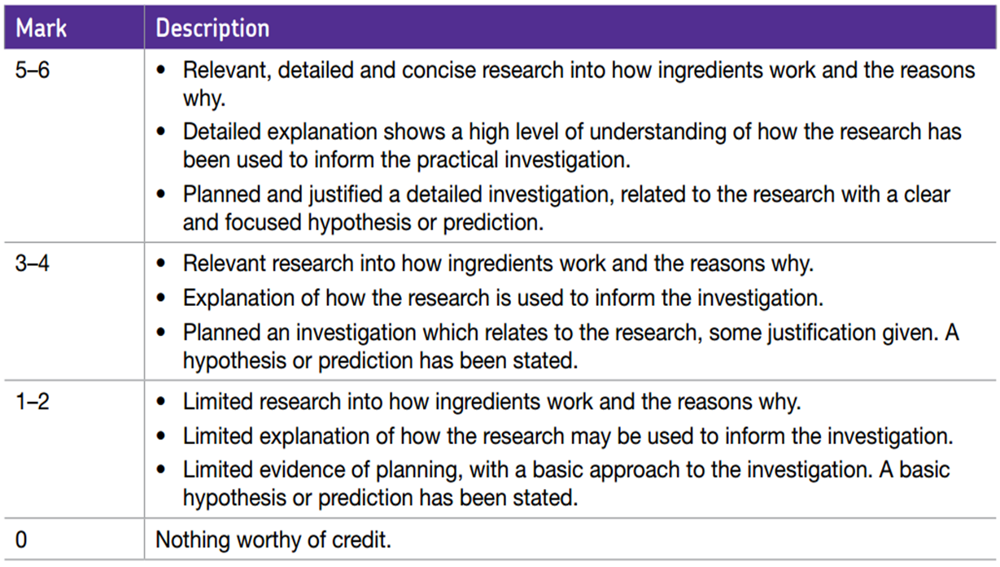 Mark Description
5–6 • Relevant, detailed and concise research into how ingredients work and the reasons
why.
• Detailed explanation shows a high level of understanding of how the research has
been used to inform the practical investigation.
• Planned and justified a detailed investigation, related to the research with a clear
and focused hypothesis or prediction.
3–4 • Relevant research into how ingredients work and the reasons why.
• Explanation of how the research is used to inform the investigation.
• Planned an investigation which relates to the research, some justification given. A
hypothesis or prediction has been stated.
1–2 • Limited research into how ingredients work and the reasons why.
• Limited explanation of how the research may be used to inform the investigation.
• Limited evidence of planning, with a basic approach to the investigation. A basic
hypothesis or prediction has been stated.
0 Nothing worthy of credit.